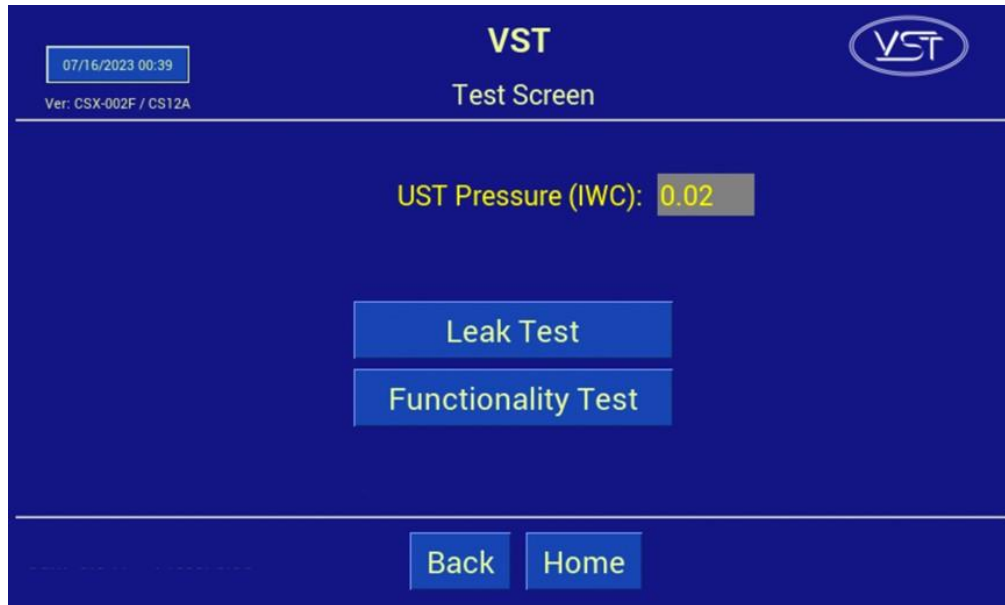 VST
07/16/2023 00:39
VST
Ver: CSX-002F / CS12A
Test Screen
UST Pressure (IWC): 0.02
Leak Test
Functionality Test
Back Home